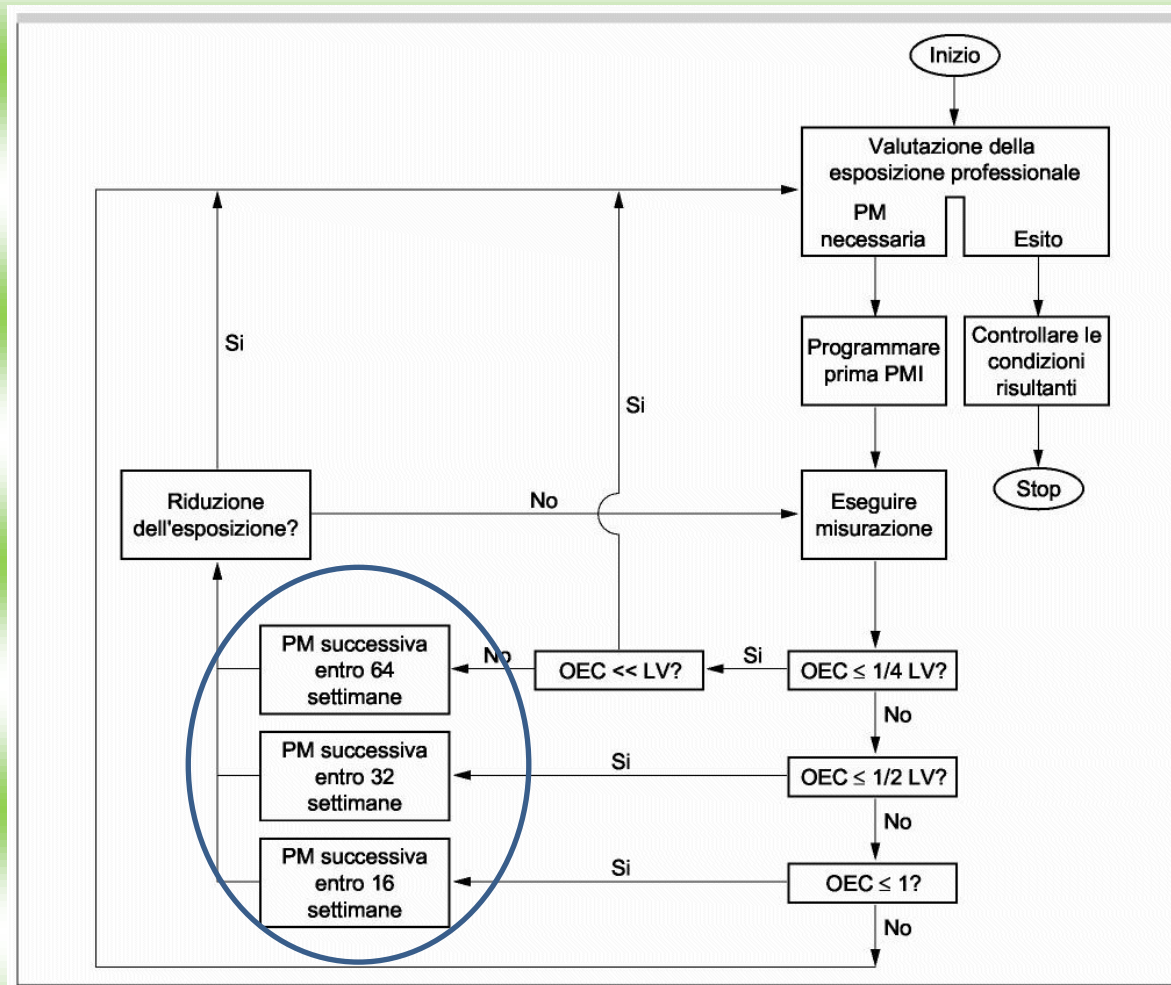 Inizio
Valutazione della
esposizione professionale
PM
necessaria
Esito
Programmare
prima PMI
Controllare le
condizioni
risultanti
Si
Si
Riduzione
dell'esposizione?
No
Eseguire
misurazione
Stop
PM successiva
entro 64
settimane
No
OEC << LV?
Si
OEC ≤ 1/4 LV?
No
PM successiva
entro 32
settimane
Si
OEC ≤ 1/2 LV?
No
PM successiva
entro 16
settimane
Si
OEC ≤ 1?
No